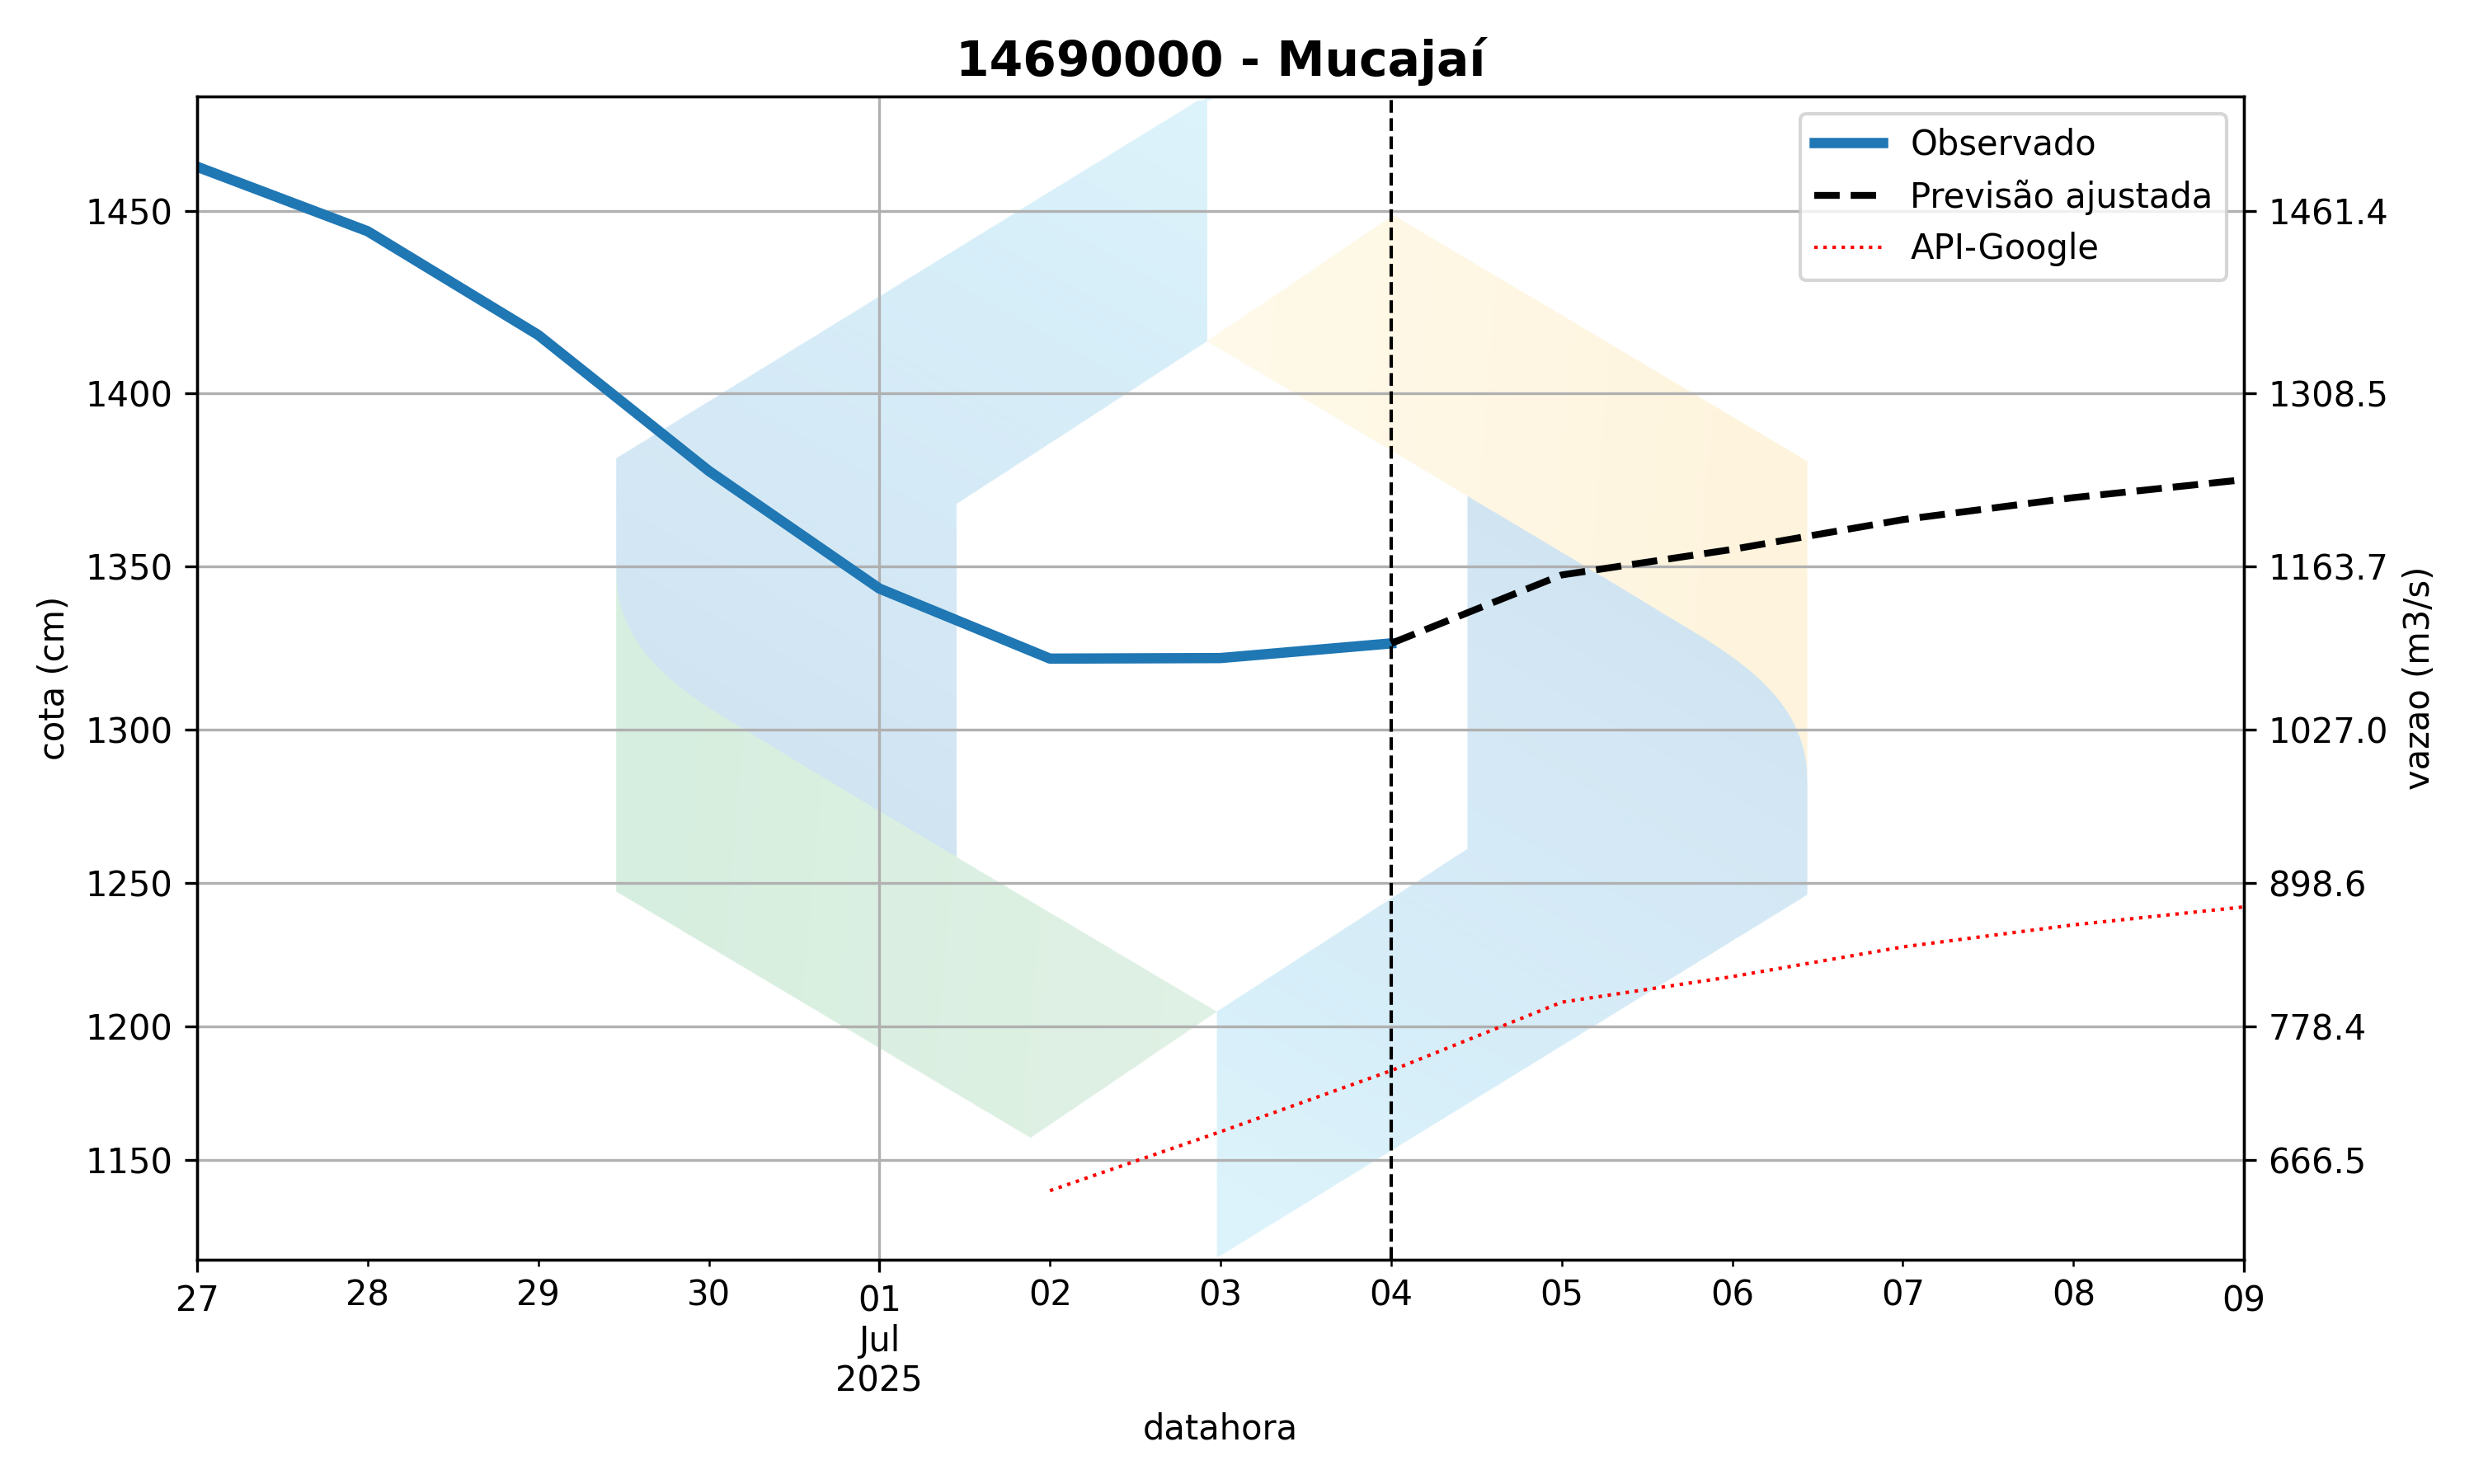 14690000 - Mucajaí
Observado
Previsão ajustada
API-Google
1450
1400
1350
1300
1250
1200
1150
cota (cm)
1461.4
1308.5
1163.7
1027.0
898.6
778.4
666.5
vazao (m3/s)
27 28 29 30 01 02 03 04 05 06 07 08 09
Jul
2025
datahora